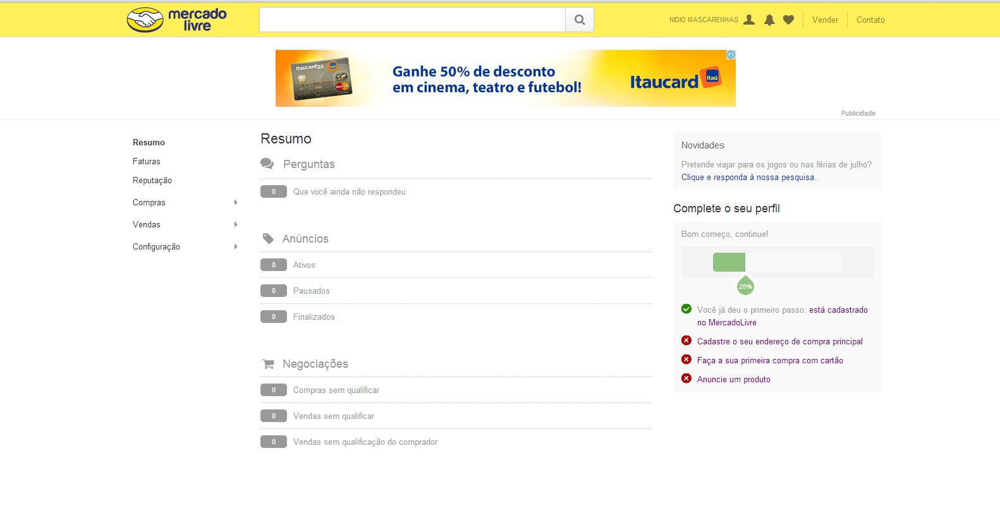 mercado
livre
NIDIO MASCARENHAS
Vender
Contato
Itaucard 2.0
Itaú
MasterCard
Ganhe 50% de desconto
em cinema, teatro e futebol!
Itaucard
Itaú
Publicidade
Resumo
Faturas
Reputação
Compras
Vendas
Configuração
Resumo
Perguntas
0 Que você ainda não respondeu
Anúncios
0 Ativos
0 Pausados
0 Finalizados
Negociações
0 Compras sem qualificar
0 Vendas sem qualificar
0 Vendas sem qualificação do comprador
Novidades
Pretende viajar para os jogos ou nas férias de julho?
Clique e responda à nossa pesquisa..
Complete o seu perfil
Bom começo, continue!
25%
Você já deu o primeiro passo: está cadastrado
no MercadoLivre
Cadastre o seu endereço de compra principal
Faça a sua primeira compra com cartão
Anuncie um produto